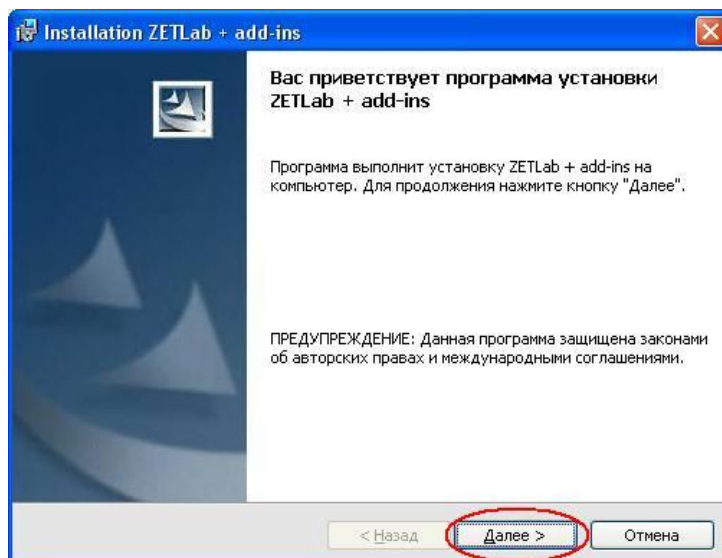 Installation ZETLab + add-ins
Вас приветствует программа установки
ZETLab + add-ins
Программа выполнит установку ZETLab + add-ins на
компьютер. Для продолжения нажмите кнопку "Далее".
ПРЕДУПРЕЖДЕНИЕ: Данная программа защищена законами
об авторских правах и международными соглашениями.
< Назад Далее > Отмена